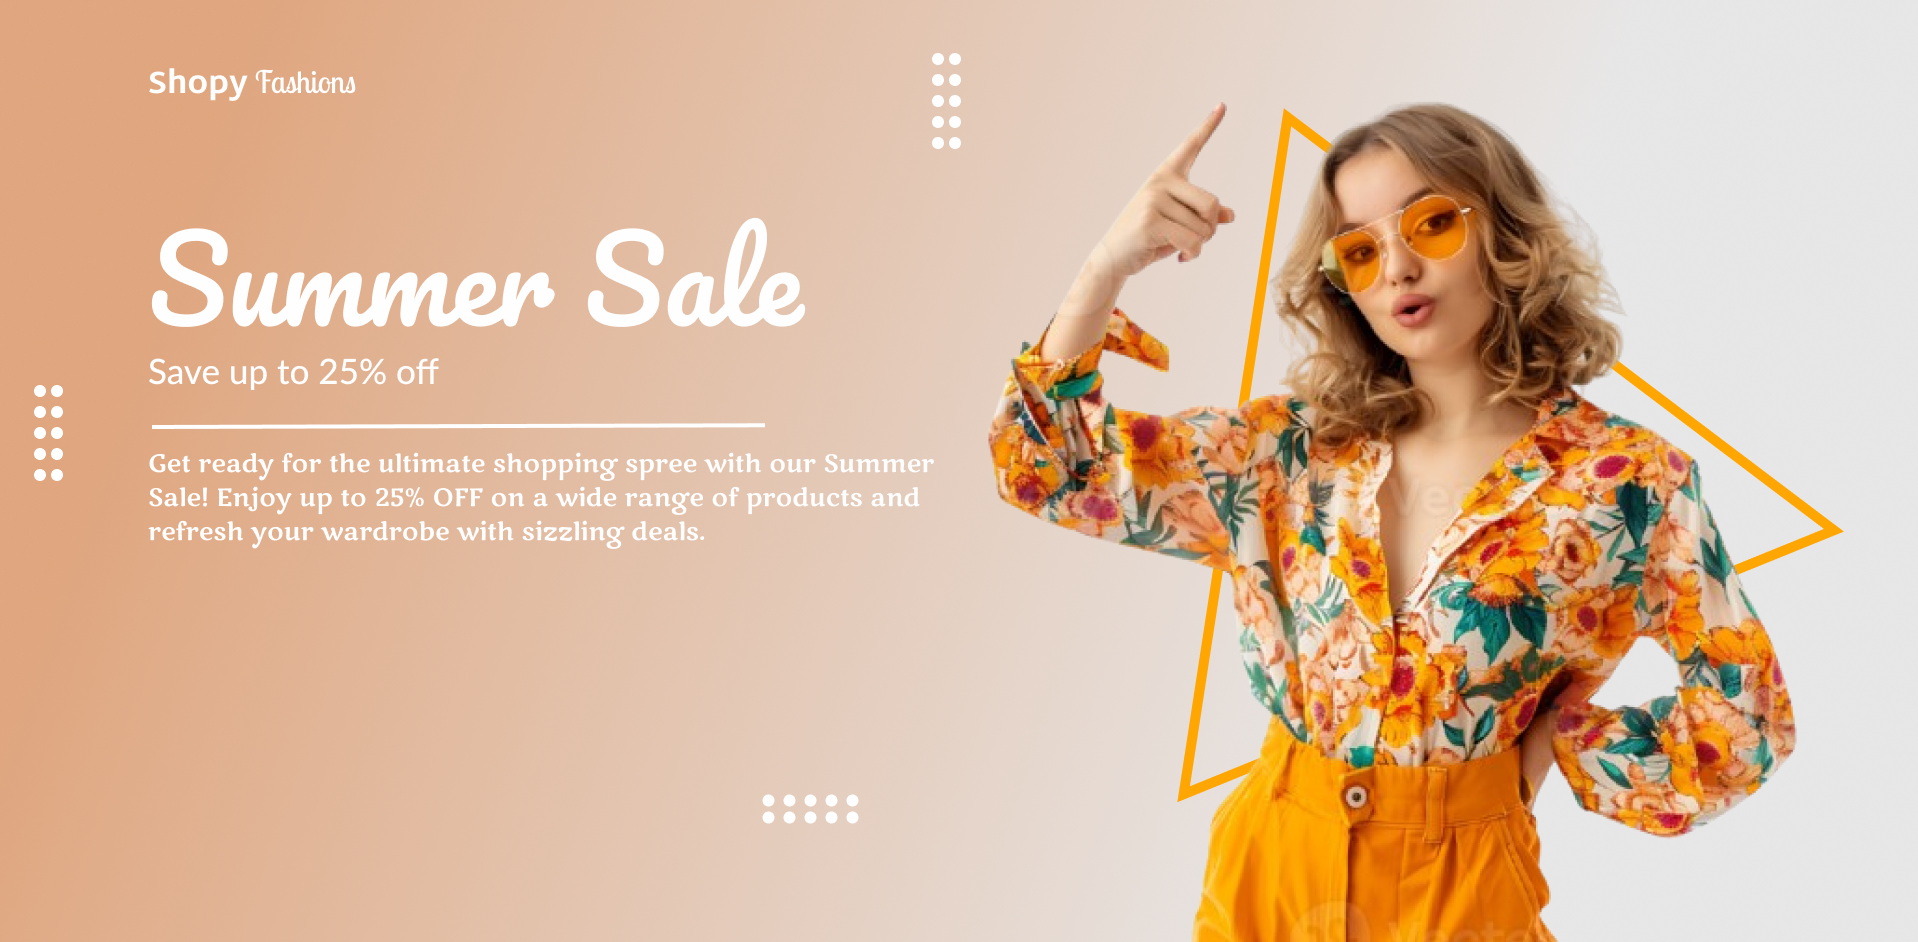 Shopy Fashions
Summer Sale
Save up to 25% off
Get ready for the ultimate shopping spree with our Summer
Sale! Enjoy up to 25% OFF on a wide range of products and
refresh your wardrobe with sizzling deals.